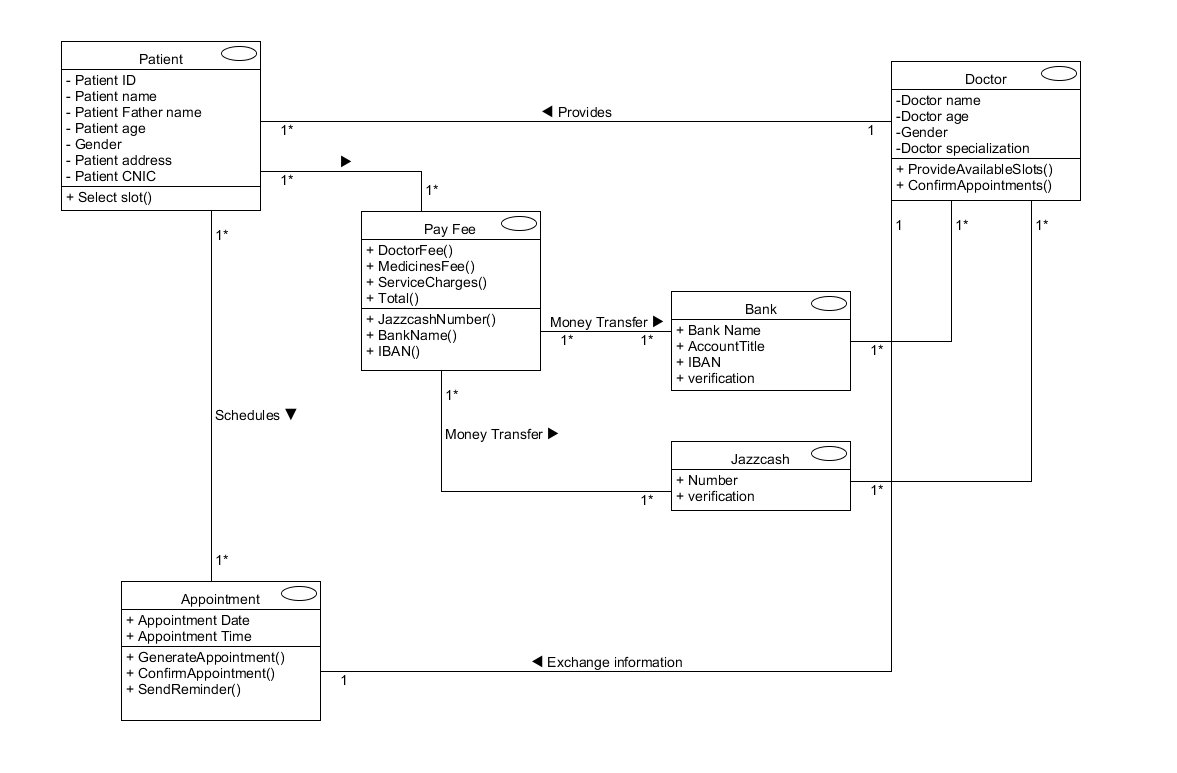 Patient
- Patient ID
- Patient name
- Patient Father name
- Patient age
- Gender
- Patient address
- Patient CNIC
+ Select slot()
Doctor
-Doctor name
-Doctor age
-Gender
-Doctor specialization
+ ProvideAvailableSlots()
+ ConfirmAppointments()
◀ Provides
1*
1
▶
1*
1*
1*
1
1*
1*
Pay Fee
+ DoctorFee()
+ MedicinesFee()
+ ServiceCharges()
+ Total()
+ JazzcashNumber()
+ BankName()
+ IBAN()
Money Transfer ▶
1*
1*
Bank
+ Bank Name
+ AccountTitle
+ IBAN
+ verification
1*
1*
Schedules ▼
Money Transfer ▶
1*
Jazzcash
+ Number
+ verification
1*
1*
Appointment
+ Appointment Date
+ Appointment Time
+ GenerateAppointment()
+ ConfirmAppointment()
+ SendReminder()
◀ Exchange information
1